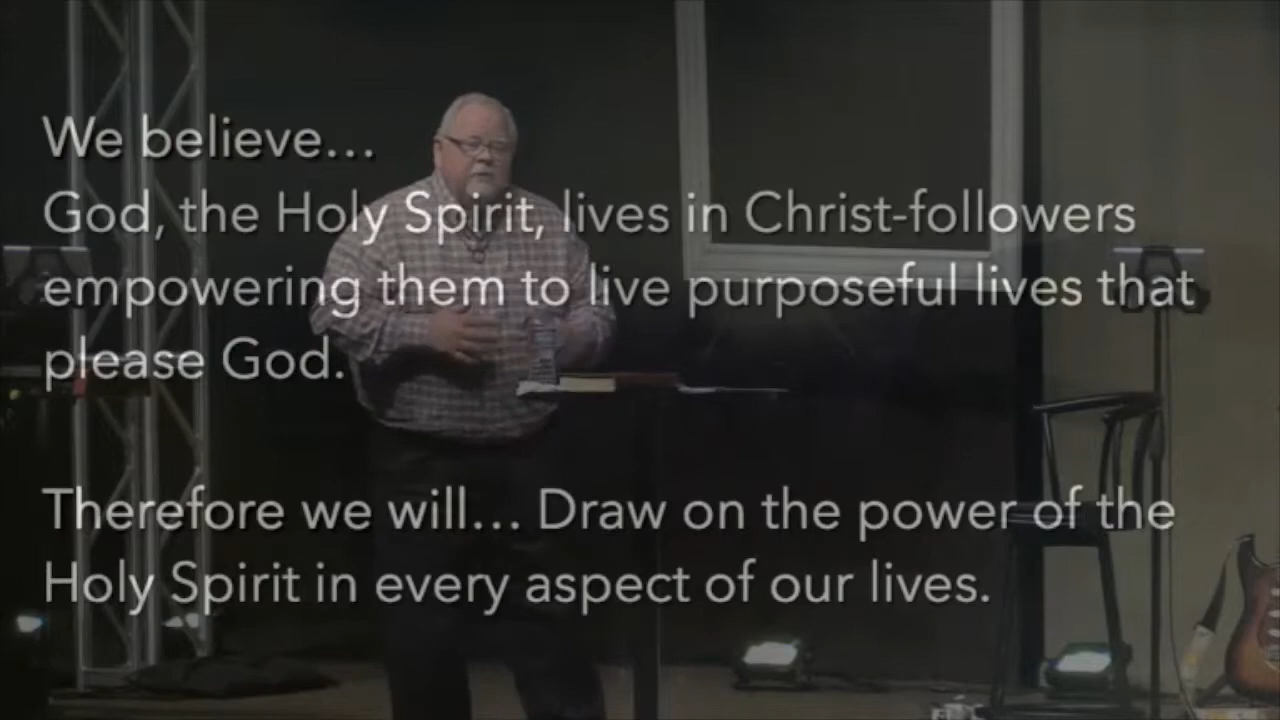 We believe…
God, the Holy Spirit, lives in Christ-followers
empowering them to live purposeful lives that
please God.
Therefore we will… Draw on the power of the
Holy Spirit in every aspect of our lives.